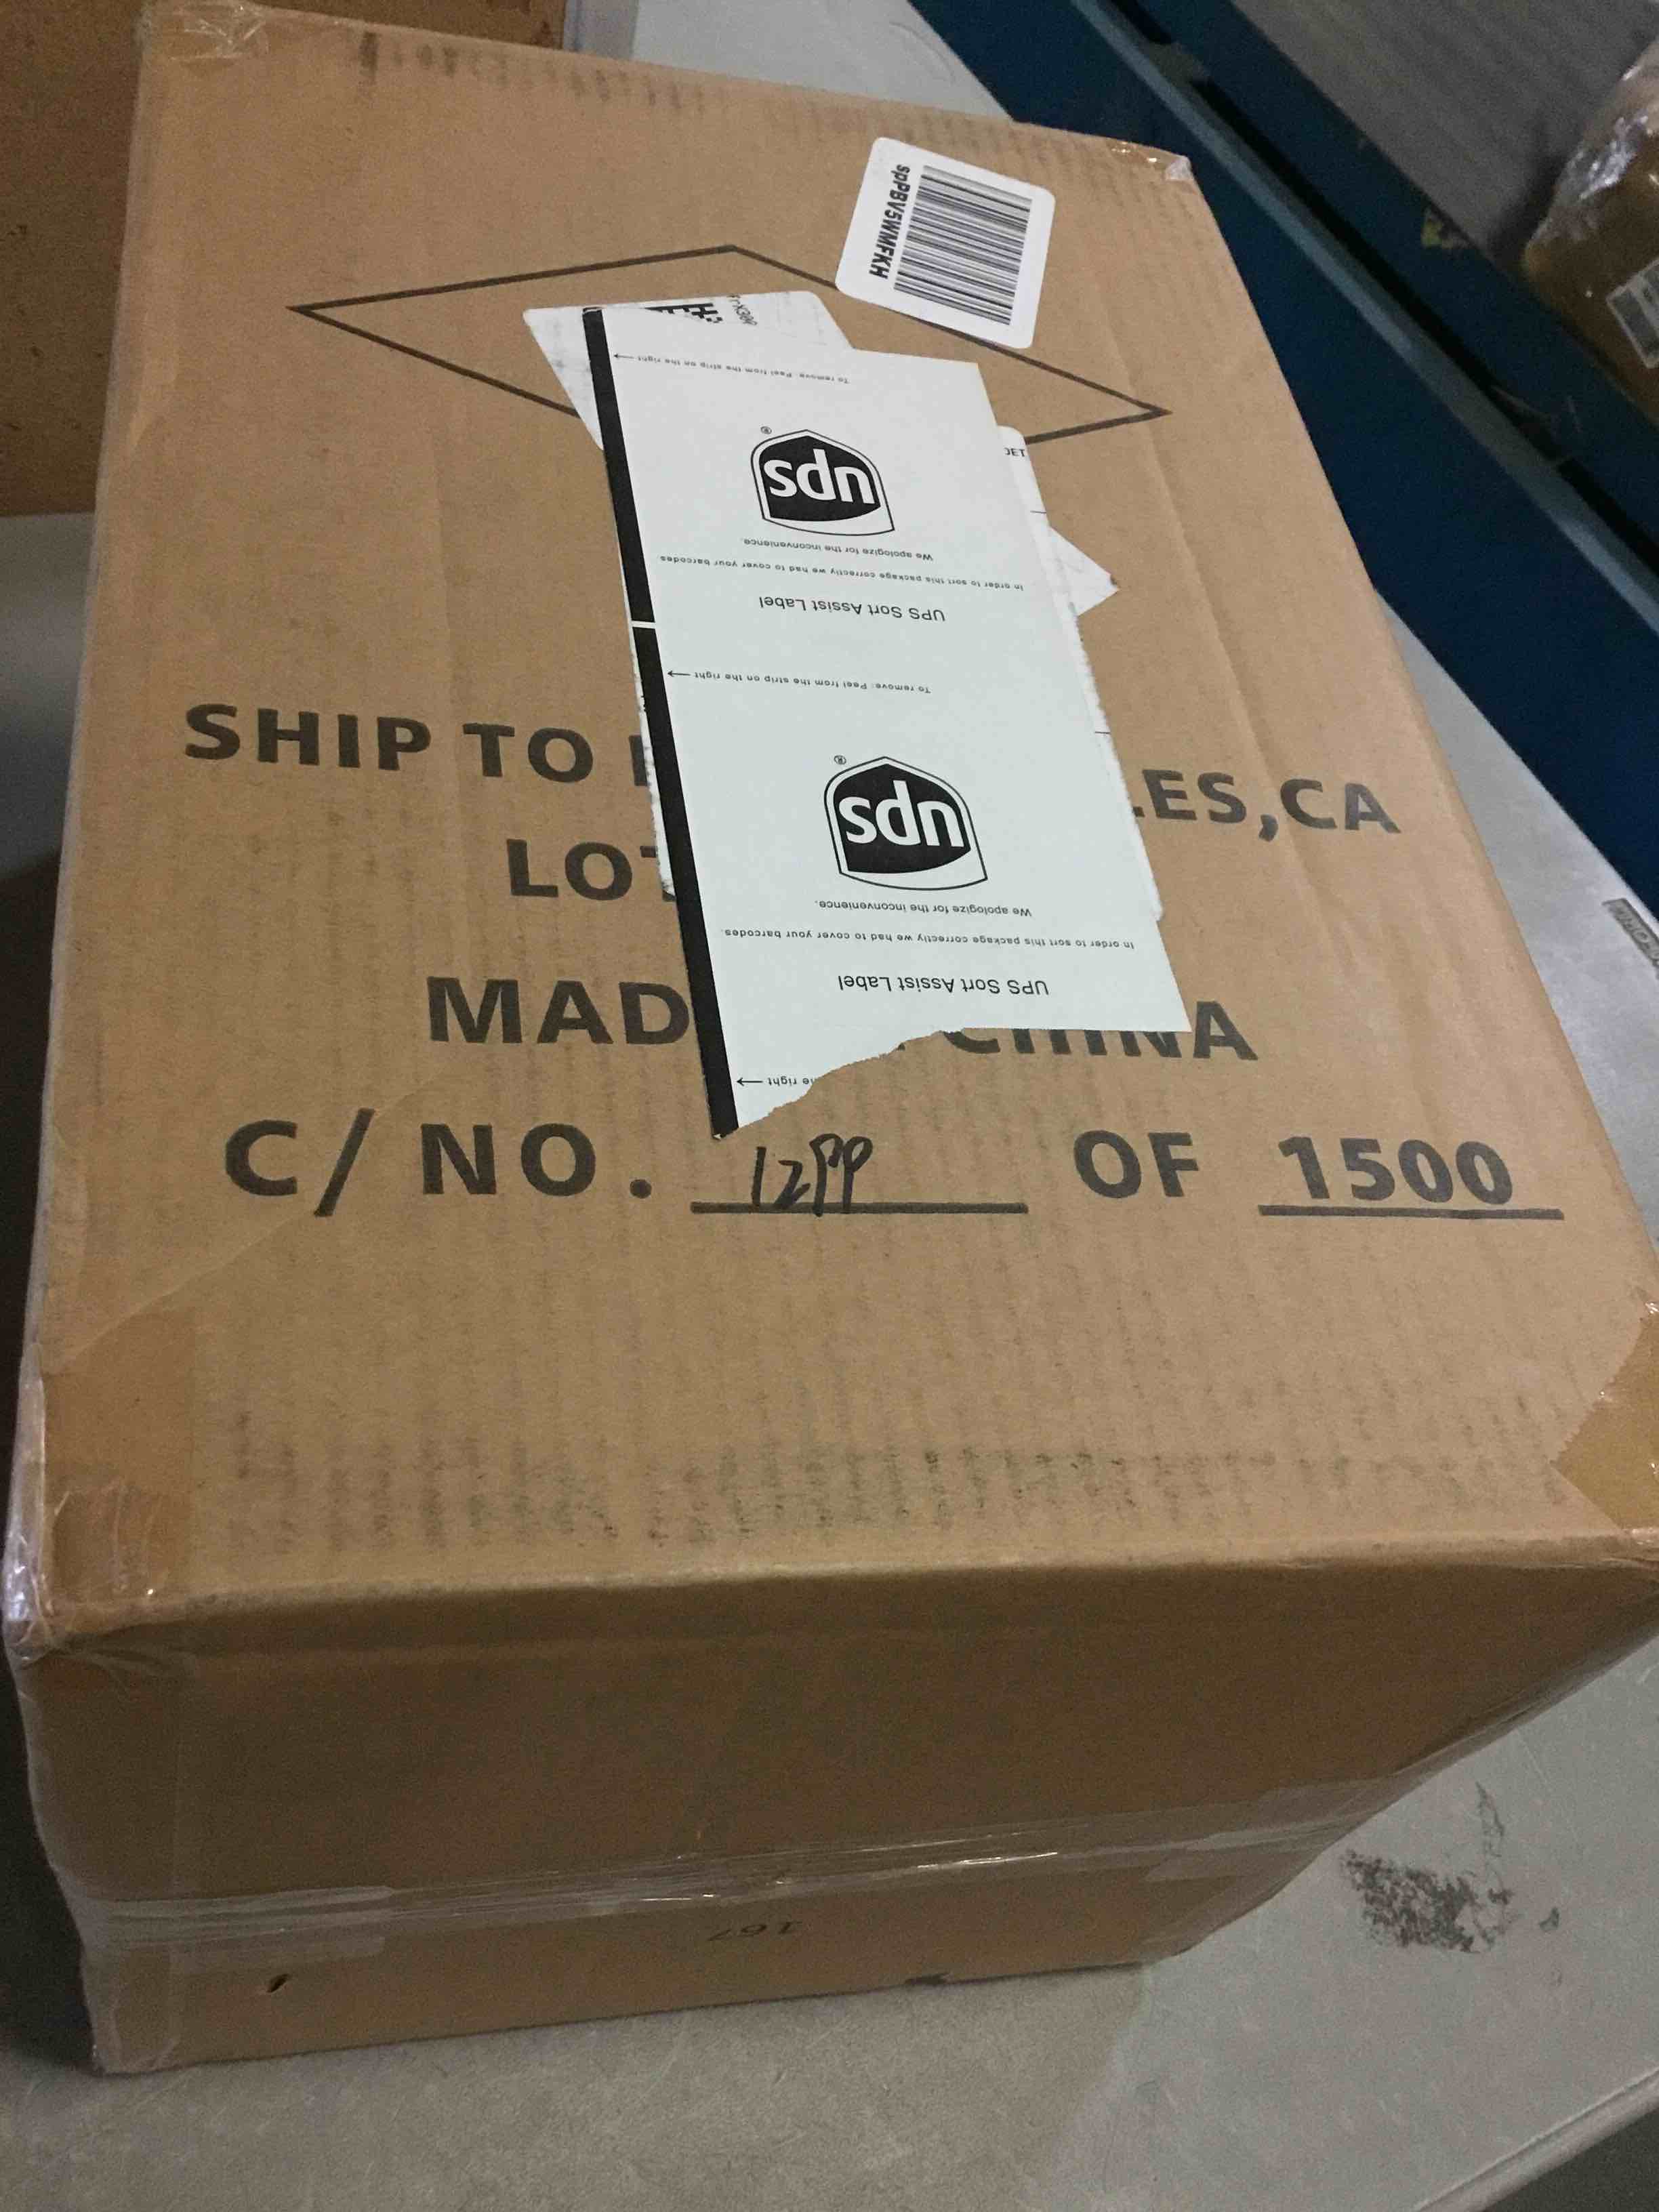 spPBV5WMFKH
To remove: Peel from the strip on the right
ups
We apologize for the inconvenience.
In order to sort this package correctly we had to cover your barcodes
UPS Sort Assist Label
To remove: Peel from the strip on the right
ups
We apologize for the inconvenience.
In order to sort this package correctly we had to cover your barcodes.
UPS Sort Assist Label
right
SHIP TO LES,CA
LOT
MAD CHINA
C/ NO. 1299 OF 1500
167